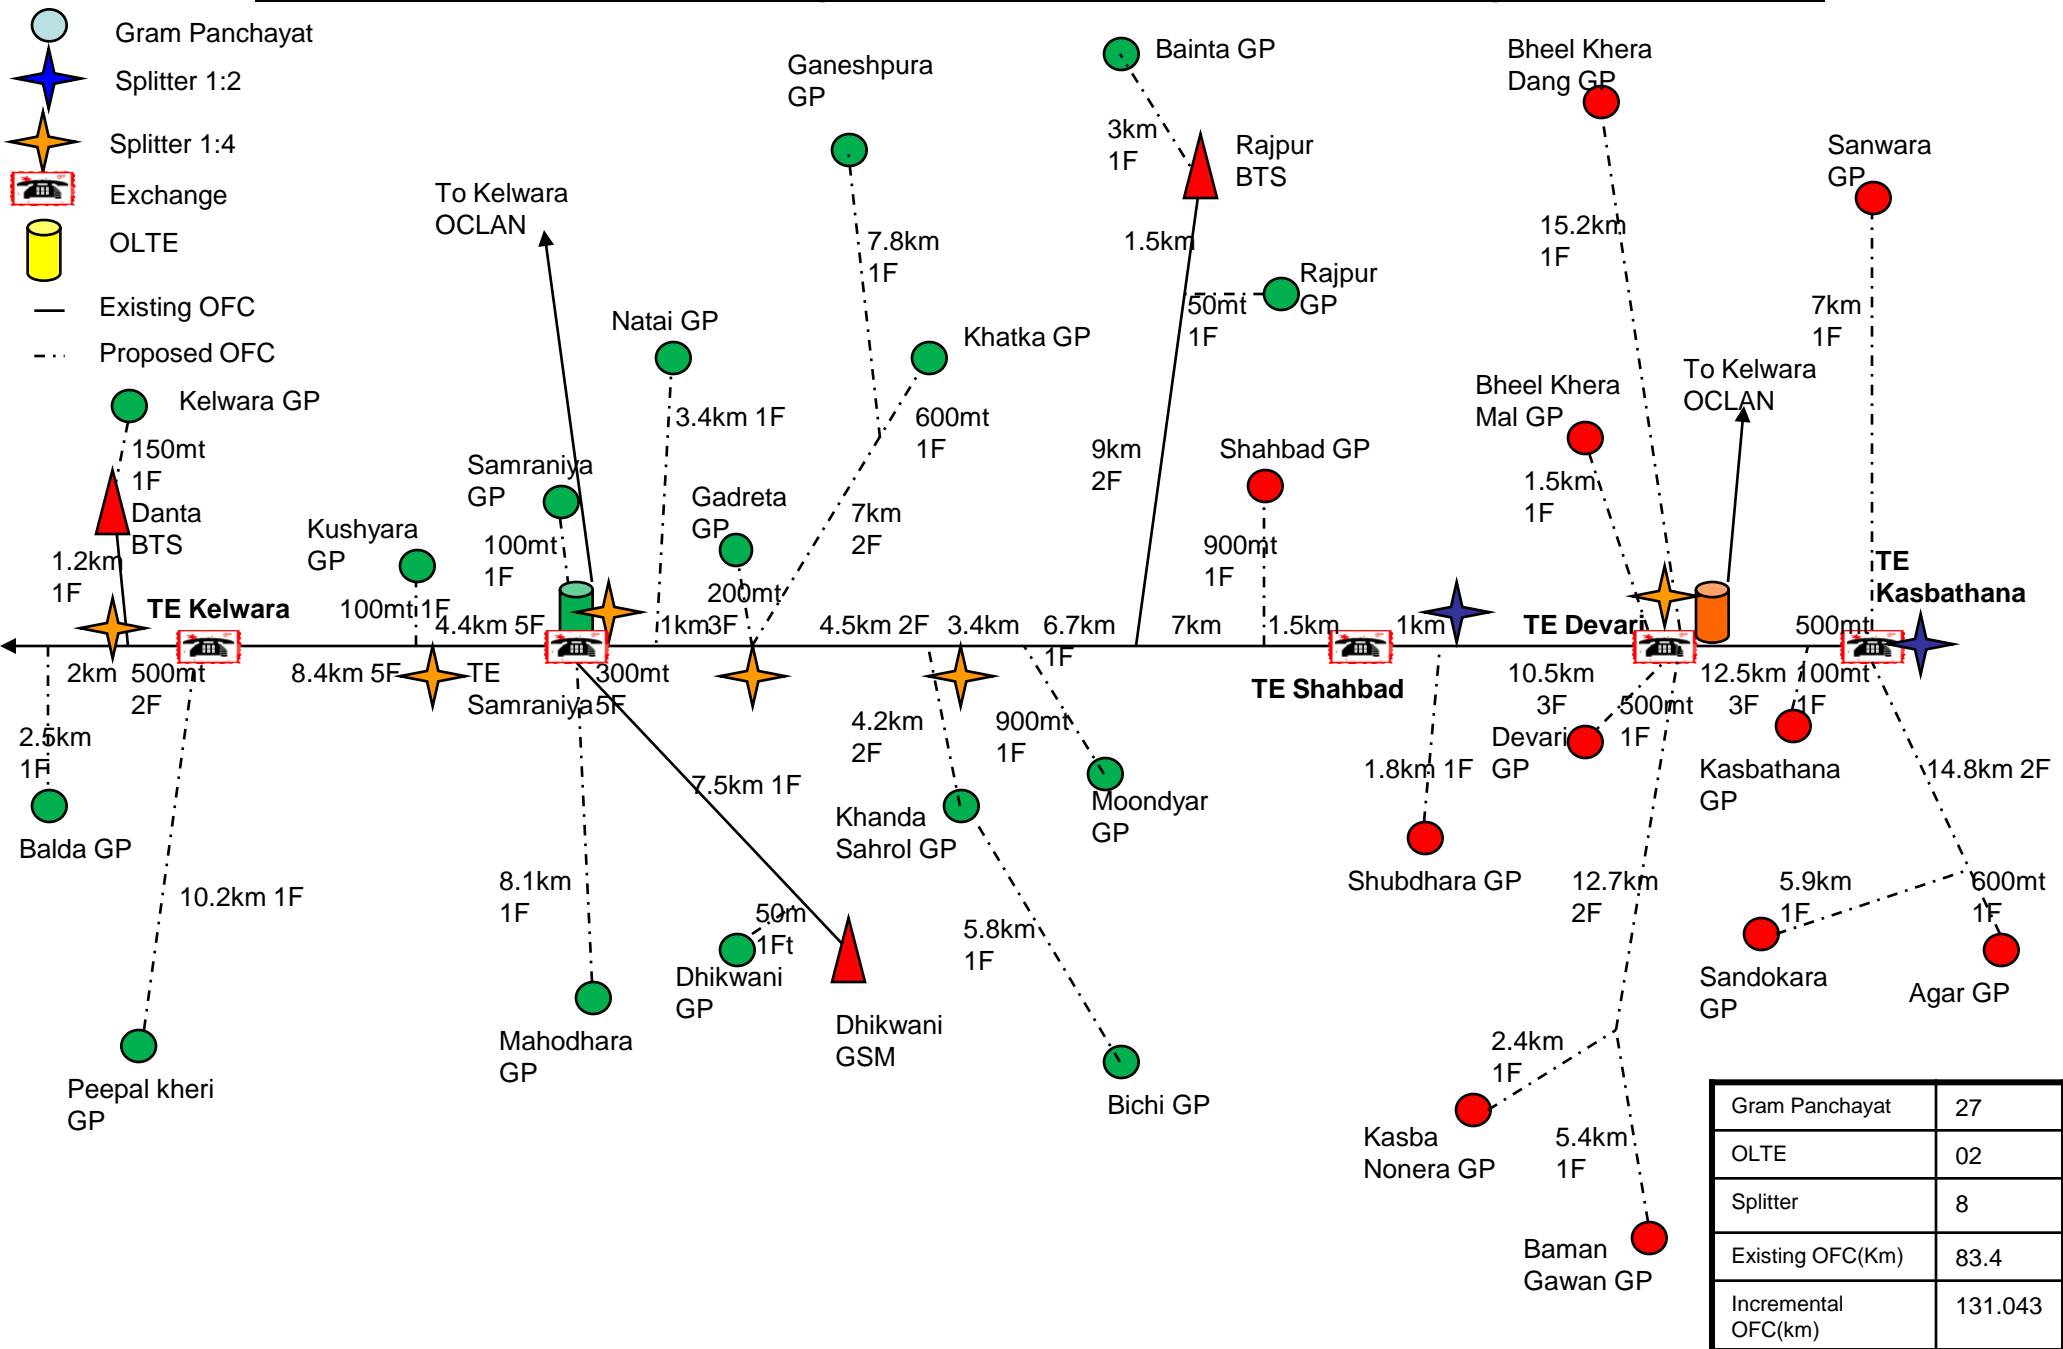 Gram Panchayat
Splitter 1:2
Splitter 1:4
Exchange
OLTE
Existing OFC
Proposed OFC
Kelwara GP
150mt
1F
Danta
BTS
1.2km
1F
TE Kelwara
2km
500mt
2F
2.5km
1F
Balda GP
10.2km 1F
Peepal kheri
GP
To Kelwara
OCLAN
Kushyara
GP
100mt 1F
8.4km 5F
4.4km 5F
Samraniya
GP
100mt
1F
TE
Samraniya
300mt
5F
Natai GP
3.4km 1F
Gadreta
GP
200mt
1km
3F
Ganeshpura
GP
7.8km
1F
Khatka GP
600mt
1F
7km
2F
8.1km
1F
Mahodhara
GP
7.5km 1F
50m
1Ft
Dhikwani
GP
Dhikwani
GSM
4.5km 2F
3.4km
4.2km
2F
Khanda
Sahrol GP
5.8km
1F
Bichi GP
900mt
1F
Moondyar
GP
6.7km
1F
Bainta GP
3km
1F
Rajpur
BTS
1.5km
Rajpur
GP
50mt
1F
9km
2F
7km
Shahbad GP
900mt
1F
1.5km
TE Shahbad
1km
1.8km 1F
Shubdhara GP
Bheel Khera
Dang GP
15.2km
1F
Bheel Khera
Mal GP
1.5km
1F
To Kelwara
OCLAN
TE Devari
10.5km
3F
500mt
1F
Devari
GP
12.7km
2F
2.4km
1F
Kasba
Nonera GP
5.4km
1F
Baman
Gawan GP
Sanwara
GP
7km
1F
TE
Kasbathana
500mt
12.5km
3F
100mt
1F
Kasbathana
GP
14.8km 2F
5.9km
1F
Sandokara
GP
600mt
1F
Agar GP
Gram Panchayat 27
OLTE 02
Splitter 8
Existing OFC(Km) 83.4
Incremental 131.043
OFC(km)